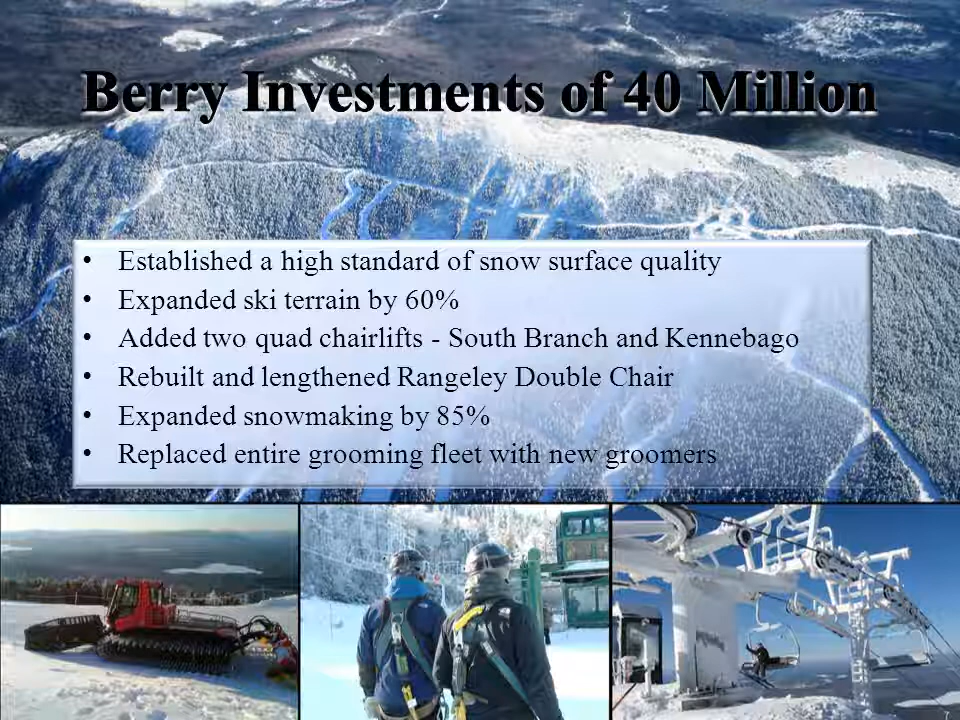 Berry Investments of 40 Million
• Established a high standard of snow surface quality
• Expanded ski terrain by 60%
• Added two quad chairlifts - South Branch and Kennebago
• Rebuilt and lengthened Rangeley Double Chair
• Expanded snowmaking by 85%
• Replaced entire grooming fleet with new groomers
7